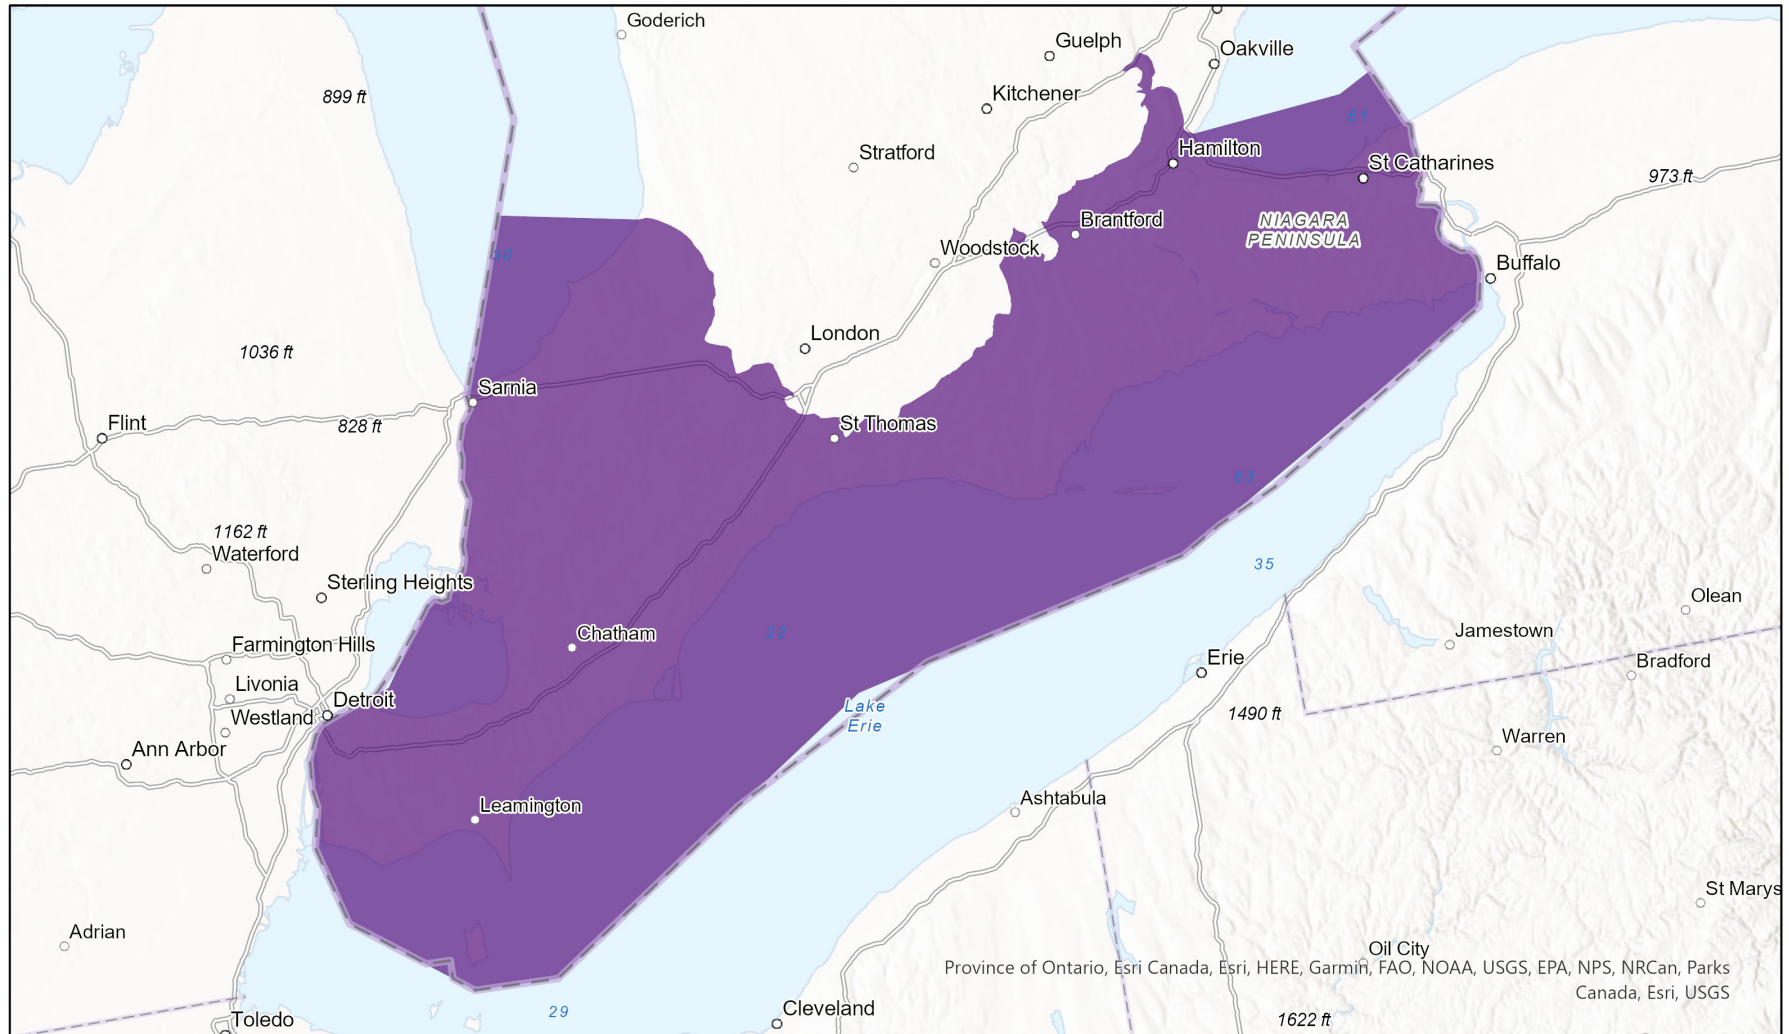 Goderich
Guelph
Oakville
899 ft
Kitchener
61
Hamilton
Stratford
St Catharines
973 ft
NIAGARA
PENINSULA
Brantford
Woodstock
36
Buffalo
London
1036 ft
Sarnia
Flint
828 ft
St Thomas
63
1162 ft
Waterford
35
Sterling Heights
Olean
Chatham
22
Jamestown
Farmington Hills
Erie
Bradford
Livonia
Detroit
Lake
Erie
Westland
1490 ft
Warren
Ann Arbor
Leamington
Ashtabula
St Marys
Adrian
Oil City
Province of Ontario, Esri Canada, Esri, HERE, Garmin, FAO, NOAA, USGS, EPA, NPS, NRCan, Parks
Canada, Esri, USGS
29
Cleveland
Toledo
1622 ft